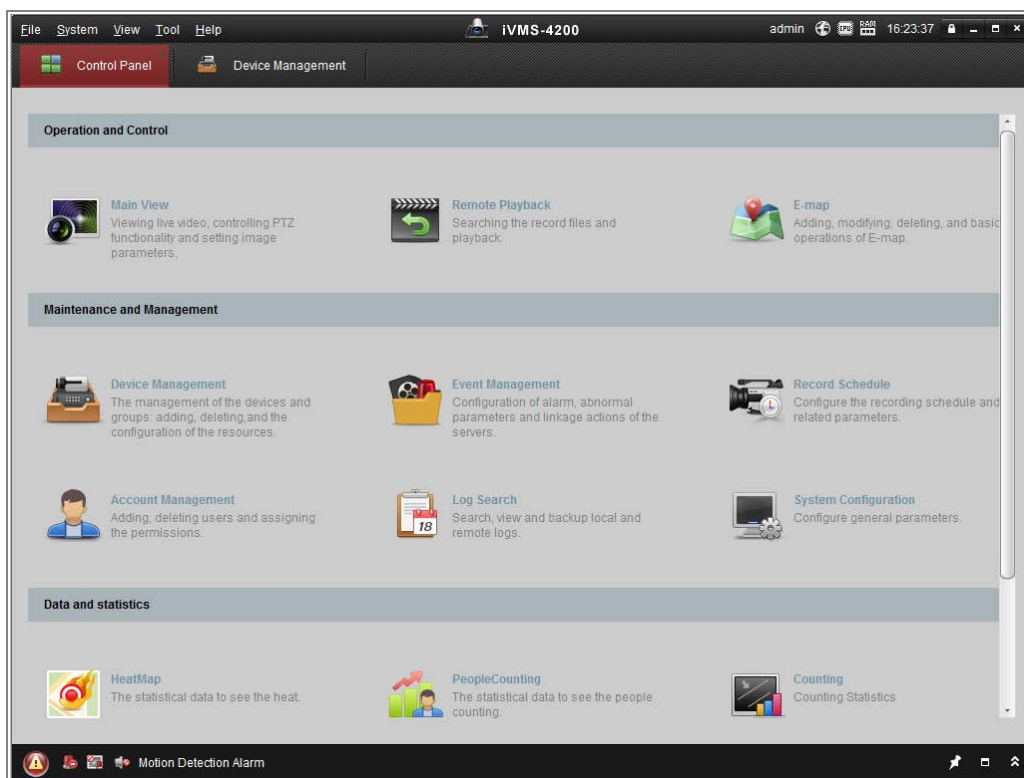 File System View Tool Help iVMS-4200 admin CPU RAM 16:23:37
Control Panel Device Management
Operation and Control
Main View
Viewing live video, controlling PTZ
functionality and setting image
parameters.
Remote Playback
Searching the record files and
playback.
E-map
Adding, modifying, deleting, and basic
operations of E-map.
Maintenance and Management
Device Management
The management of the devices and
groups: adding, deleting,and the
configuration of the resources.
Event Management
Configuration of alarm, abnormal
parameters and linkage actions of the
servers.
Record Schedule
Configure the recording schedule and
related parameters.
Account Management
Adding, deleting users and assigning
the permissions.
18
Log Search
Search, view and backup local and
remote logs.
System Configuration
Configure general parameters.
Data and statistics
HeatMap
The statistical data to see the heat.
PeopleCounting
The statistical data to see the people
counting.
Counting
Counting Statistics
Motion Detection Alarm